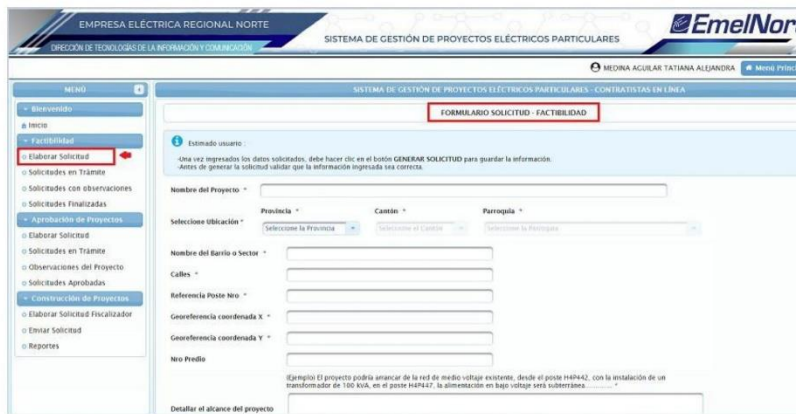 EMPRESA ELÉCTRICA REGIONAL NORTE
DIRECCIÓN DE TECNOLOGÍAS DE LA INFORMACIÓN Y COMUNICACIÓN
SISTEMA DE GESTIÓN DE PROYECTOS ELÉCTRICOS PARTICULARES
EmelNor
MEDINA AGUILAR TATIANA ALEJANDRA
Menú Princi
MENÚ
SISTEMA DE GESTIÓN DE PROYECTOS ELÉCTRICOS PARTICULARES - CONTRATISTAS EN LÍNEA
Bienvenido
Inicio
Factibilidad
Elaborar Solicitud
Solicitudes en Trámite
Solicitudes con observaciones
Solicitudes Finalizadas
Aprobación de Proyectos
Elaborar Solicitud
Solicitudes en Trámite
Observaciones del Proyecto
Solicitudes Aprobadas
Construcción de Proyectos
Elaborar Solicitud Fiscalizador
Enviar Solicitud
Reportes
FORMULARIO SOLICITUD - FACTIBILIDAD
Estimado usuario :
-Una vez ingresados los datos solicitados, debe hacer clic en el botón GENERAR SOLICITUD para guardar la información.
-Antes de generar la solicitud validar que la información ingresada sea correcta.
Nombre del Proyecto *
Seleccione Ubicación *
Provincia * Cantón * Parroquia *
Seleccione la Provincia Seleccione el Cantón Seleccione la Parroquia
Nombre del Barrio o Sector *
Calles *
Referencia Poste Nro *
Georeferencia coordenada X *
Georeferencia coordenada Y *
Nro Predio
(Ejemplo) El proyecto podría arrancar de la red de medio voltaje existente, desde el poste H4P442, con la instalación de un
transformador de 100 kVA, en el poste H4P447, la alimentación en bajo voltaje será subterránea............. *
Detallar el alcance del proyecto